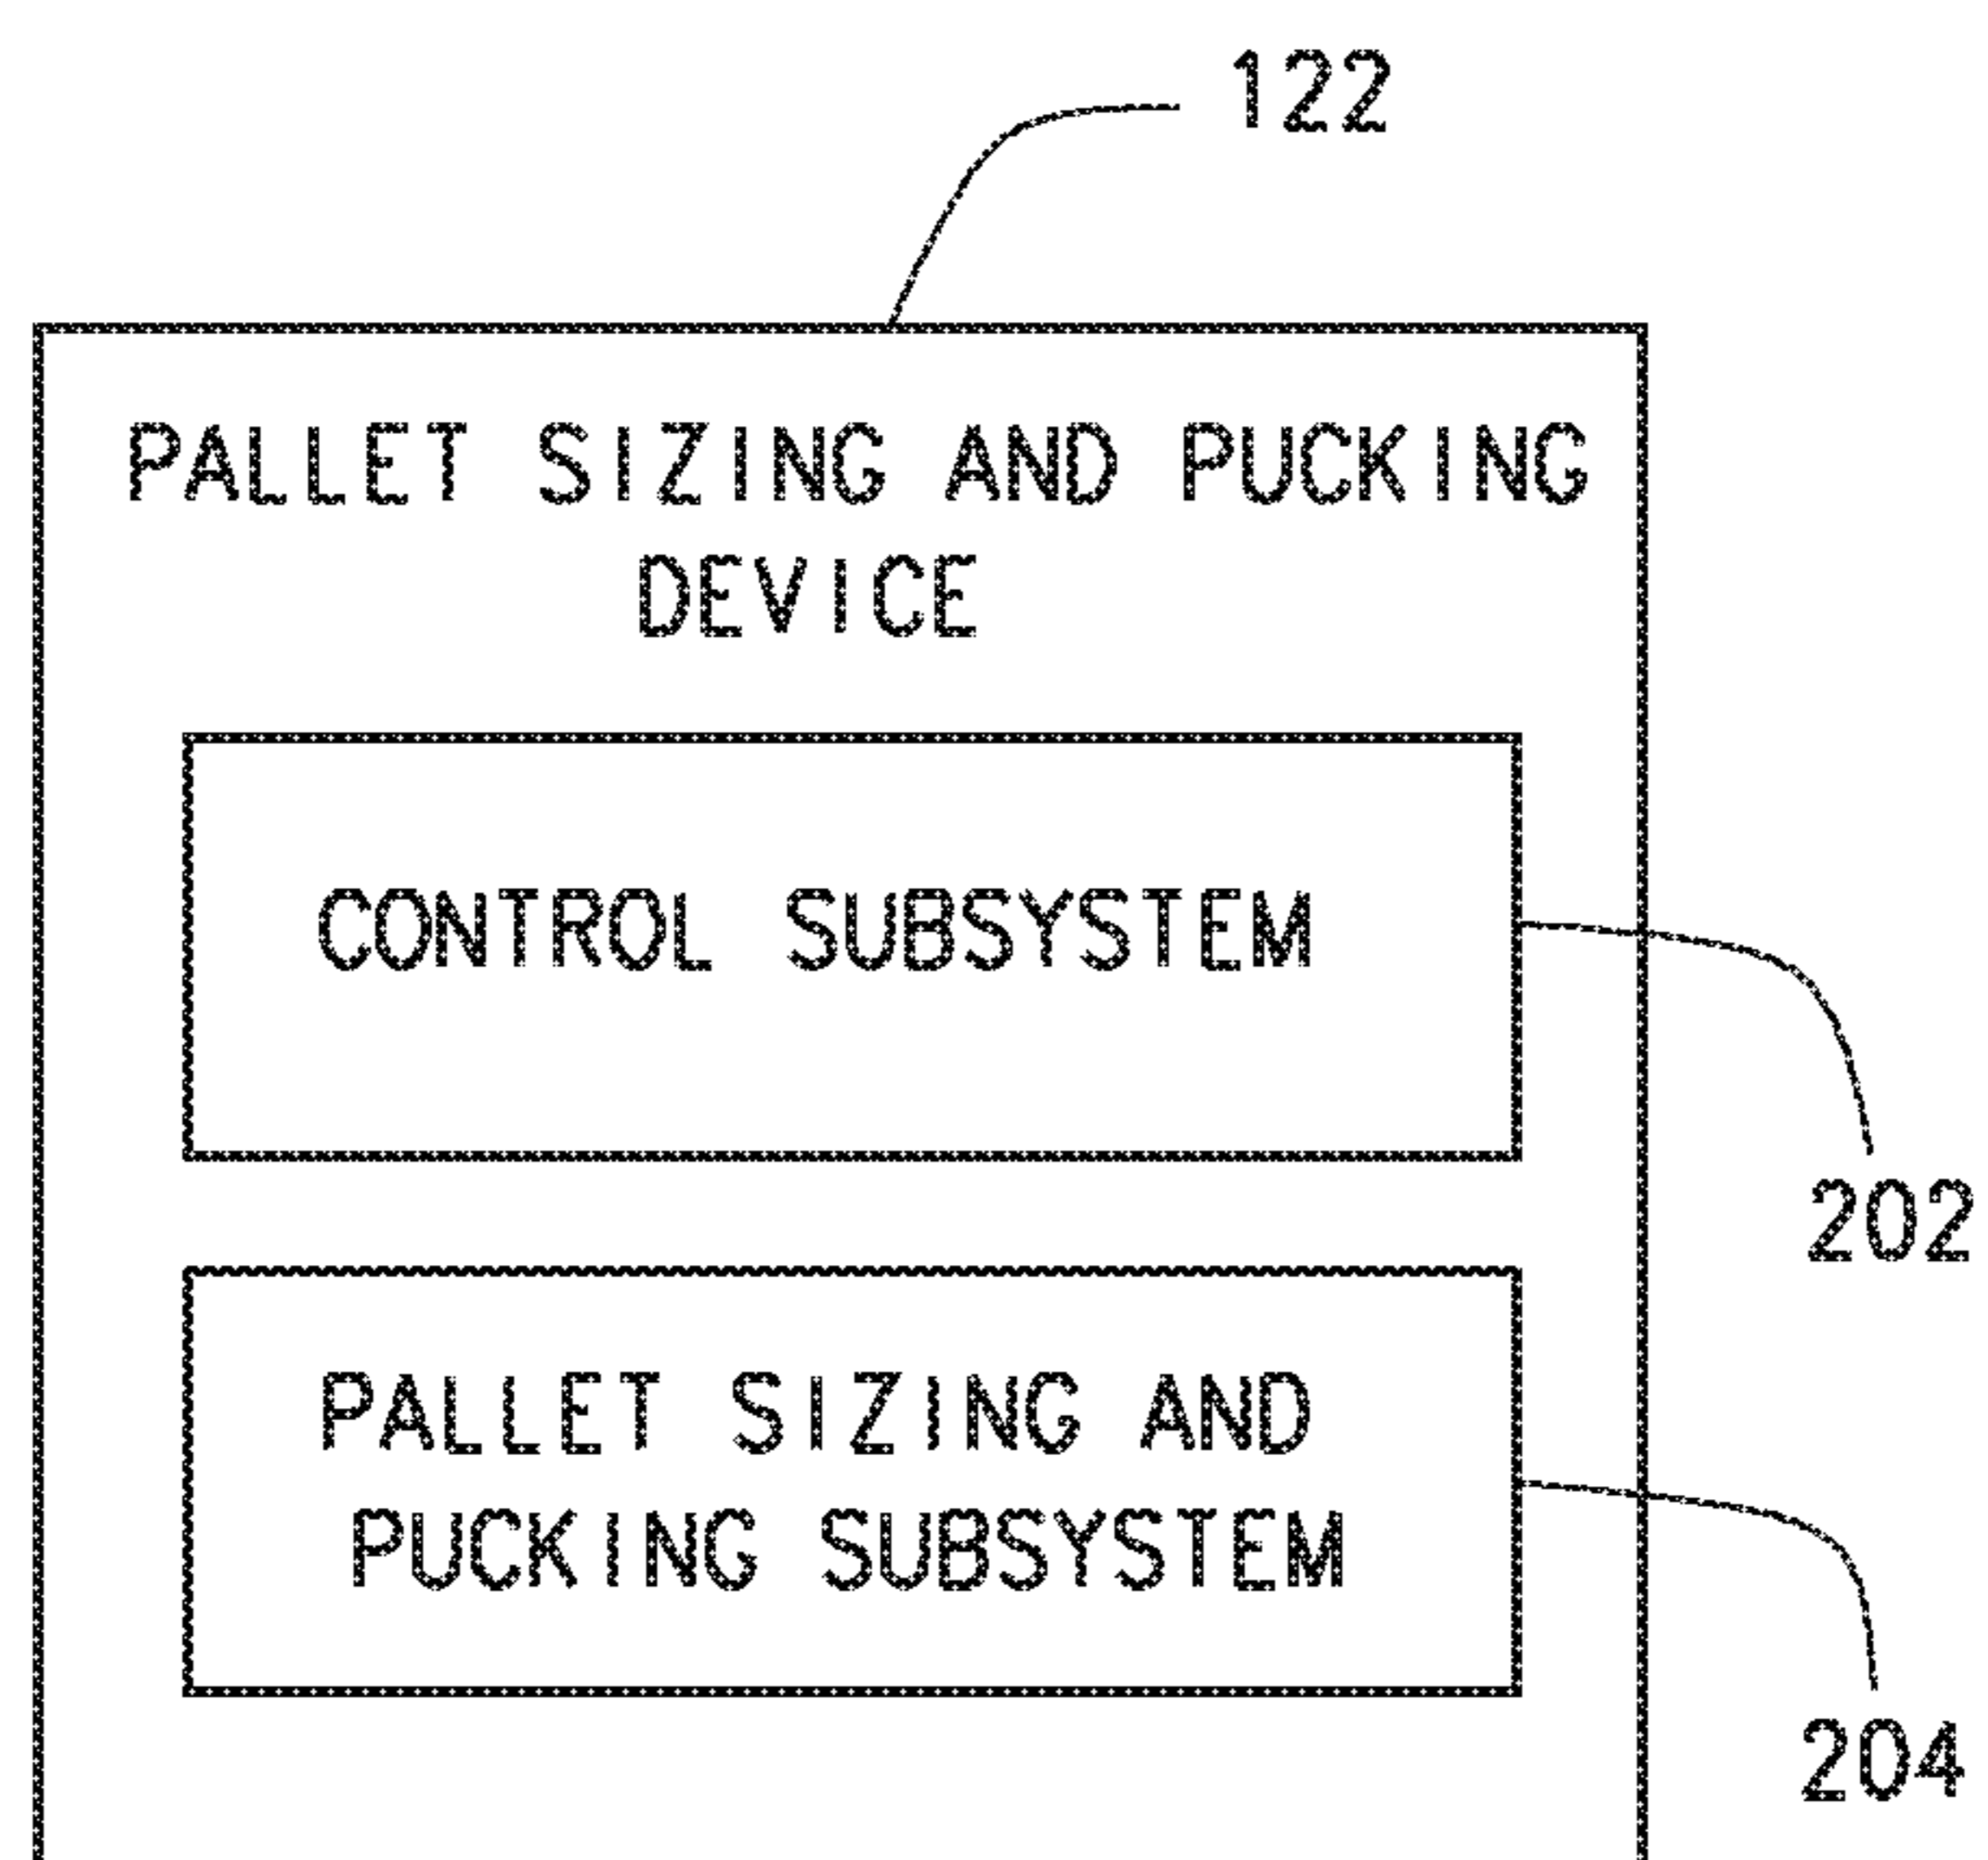 122
PALLET SIZING AND PUCKING
DEVICE
CONTROL SUBSYSTEM
202
PALLET SIZING AND
PUCKING SUBSYSTEM
204